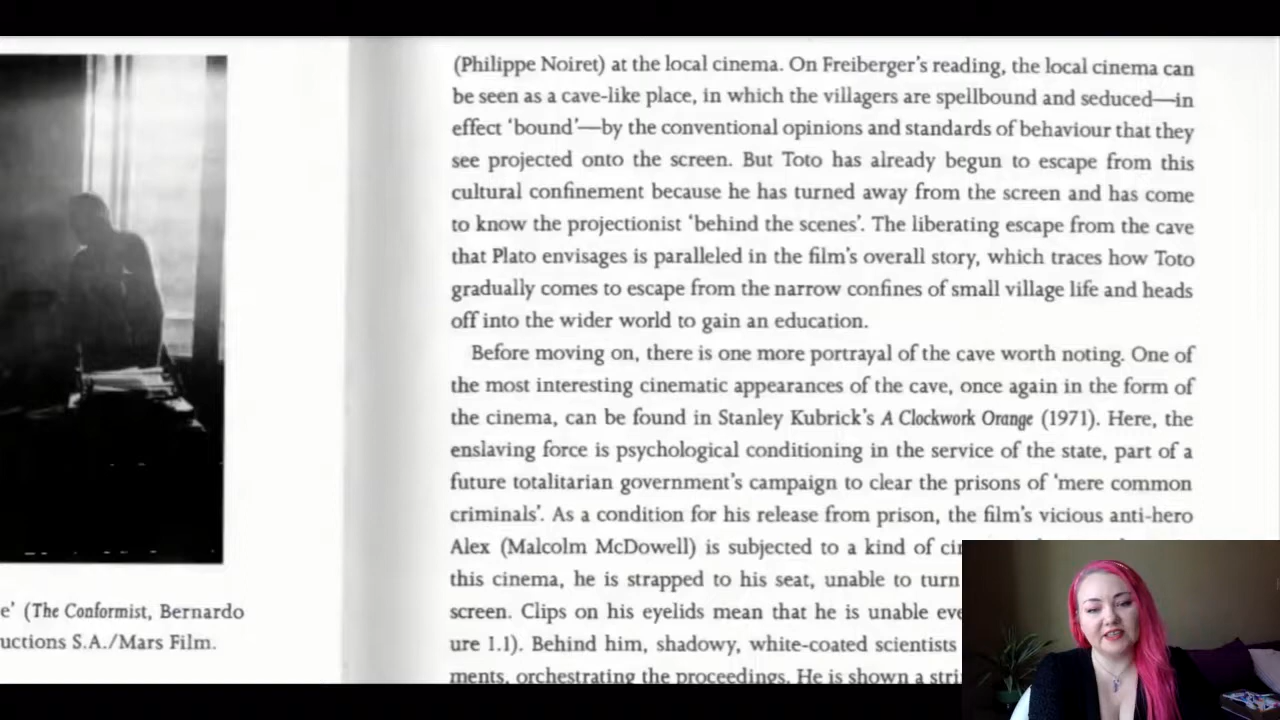 (Philippe Noiret) at the local cinema. On Freiberger's reading, the local cinema can
be seen as a cave-like place, in which the villagers are spellbound and seduced—in
effect 'bound'—by the conventional opinions and standards of behaviour that they
see projected onto the screen. But Toto has already begun to escape from this
cultural confinement because he has turned away from the screen and has come
to know the projectionist 'behind the scenes'. The liberating escape from the cave
that Plato envisages is paralleled in the film's overall story, which traces how Toto
gradually comes to escape from the narrow confines of small village life and heads
off into the wider world to gain an education.
Before moving on, there is one more portrayal of the cave worth noting. One of
the most interesting cinematic appearances of the cave, once again in the form of
the cinema, can be found in Stanley Kubrick's A Clockwork Orange (1971). Here, the
enslaving force is psychological conditioning in the service of the state, part of a
future totalitarian government's campaign to clear the prisons of 'mere common
criminals'. As a condition for his release from prison, the film's vicious anti-hero
Alex (Malcolm McDowell) is subjected to a kind of
this cinema, he is strapped to his seat, unable to turn
screen. Clips on his eyelids mean that he is unable
ure 1.1). Behind him, shadowy, white-coated scientists
ments, orchestrating the proceedings. He is shown a
e' (The Conformist, Bernardo
uctions S.A./Mars Film.